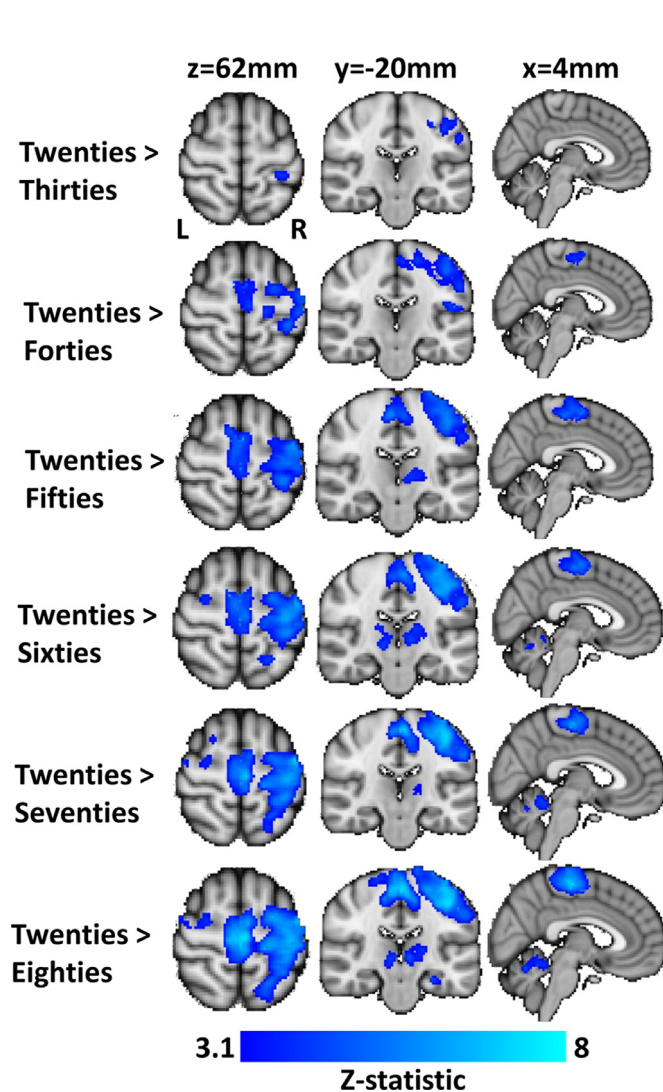 z=62mm y=-20mm x=4mm
Twenties >
Thirties
L R
Twenties >
Forties
Twenties >
Fifties
Twenties >
Sixties
Twenties >
Seventies
Twenties >
Eighties
3.1 8
Z-statistic